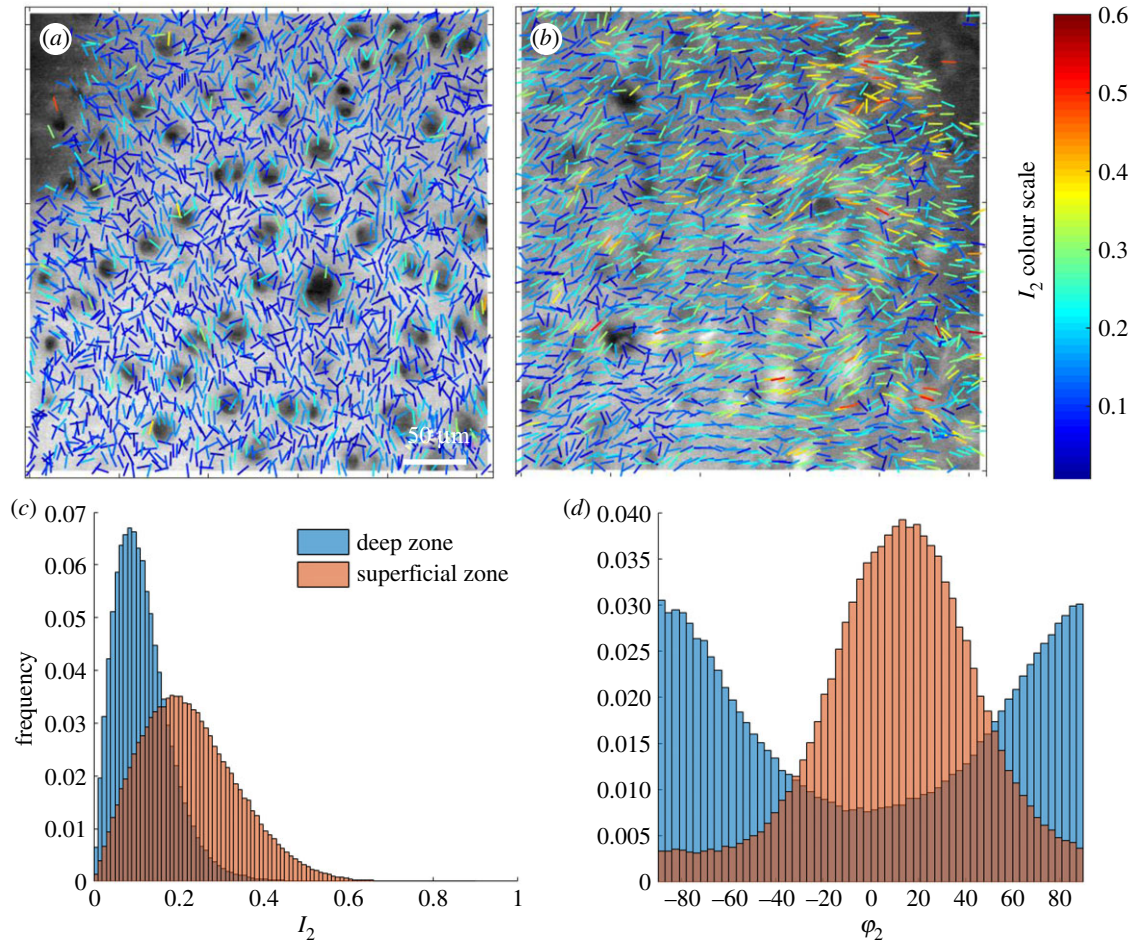 (a)
(b)
50 µm
0.6
0.5
0.4
0.3
0.2
0.1
I2 colour scale
(c)
0.07
0.06
0.05
0.04
0.03
0.02
0.01
0
frequency
deep zone
superficial zone
0 0.2 0.4 0.6 0.8 1
I2
(d)
0.040
0.035
0.030
0.025
0.020
0.015
0.010
0.005
0
−80 −60 −40 −20 0 20 40 60 80
φ2